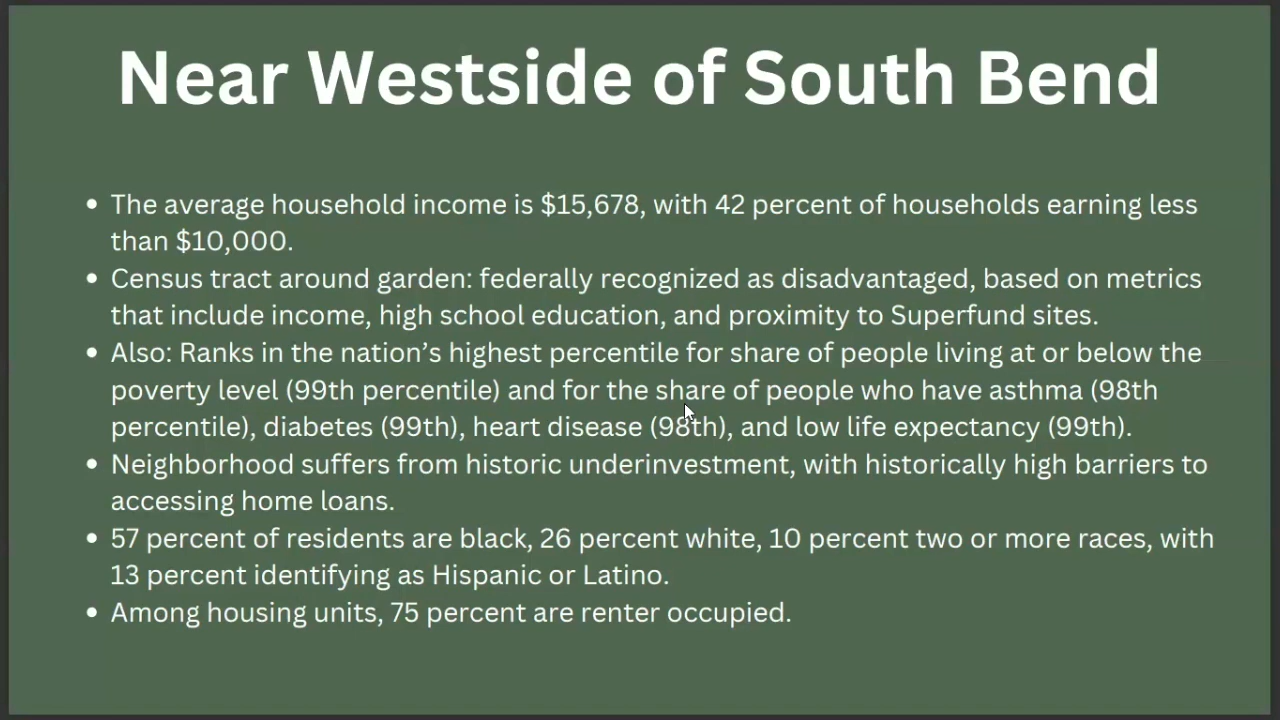 Near Westside of South Bend
• The average household income is $15,678, with 42 percent of households earning less
than $10,000.
• Census tract around garden: federally recognized as disadvantaged, based on metrics
that include income, high school education, and proximity to Superfund sites.
• Also: Ranks in the nation’s highest percentile for share of people living at or below the
poverty level (99th percentile) and for the share of people who have asthma (98th
percentile), diabetes (99th), heart disease (98th), and low life expectancy (99th).
• Neighborhood suffers from historic underinvestment, with historically high barriers to
accessing home loans.
• 57 percent of residents are black, 26 percent white, 10 percent two or more races, with
13 percent identifying as Hispanic or Latino.
• Among housing units, 75 percent are renter occupied.